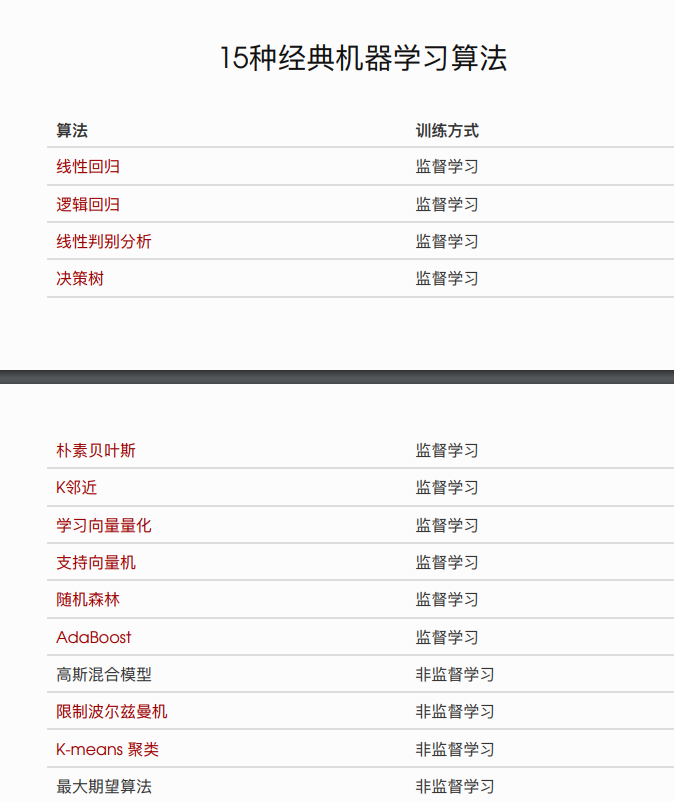 15种经典机器学习算法
算法 训练方式
线性回归 监督学习
逻辑回归 监督学习
线性判别分析 监督学习
决策树 监督学习
朴素贝叶斯 监督学习
K邻近 监督学习
学习向量量化 监督学习
支持向量机 监督学习
随机森林 监督学习
AdaBoost 监督学习
高斯混合模型 非监督学习
限制波尔兹曼机 非监督学习
K-means 聚类 非监督学习
最大期望算法 非监督学习